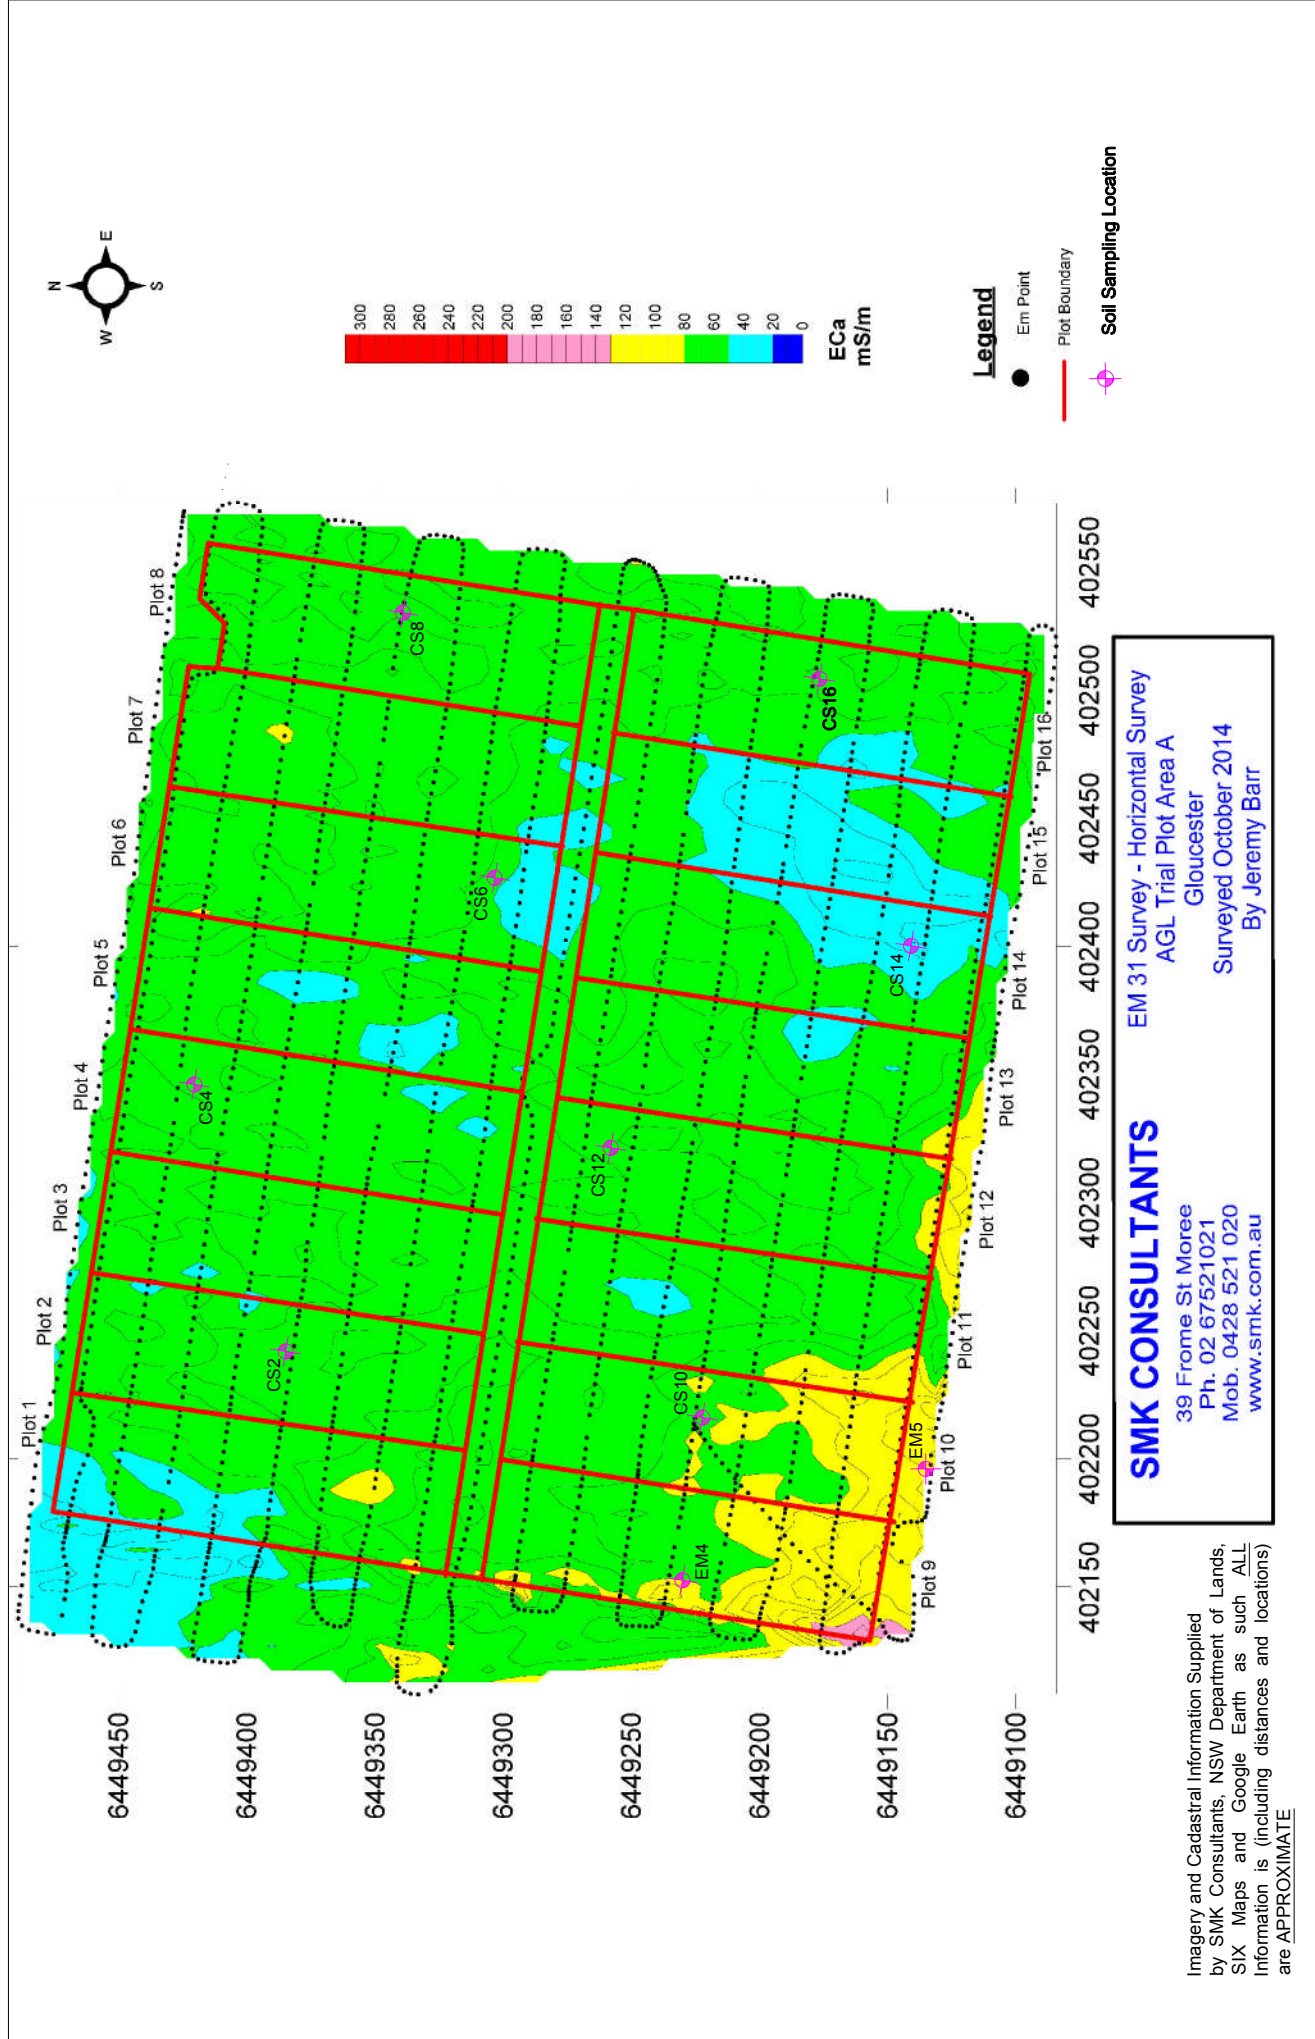 N
W
E
S
Plot 1
Plot 2
Plot 3
Plot 4
Plot 5
Plot 6
Plot 7
Plot 8
CS2
CS4
CS6
CS8
EM4
CS10
CS12
CS14
CS16
EM5
Plot 9
Plot 10
Plot 11
Plot 12
Plot 13
Plot 14
Plot 15
Plot 16
6449450
6449400
6449350
6449300
6449250
6449200
6449150
6449100
402150
402200
402250
402300
402350
402400
402450
402500
402550
300
280
260
240
220
200
180
160
140
120
100
80
60
40
20
0
ECa
mS/m
Legend
Em Point
Plot Boundary
Soil Sampling Location
SMK CONSULTANTS
39 Frome St Moree
Ph. 02 67521021
Mob. 0428 521 020
www.smk.com.au
EM 31 Survey - Horizontal Survey
AGL Trial Plot Area A
Gloucester
Surveyed October 2014
By Jeremy Barr
Imagery and Cadastral Information Supplied
by SMK Consultants, NSW Department of Lands,
SIX Maps and Google Earth as such ALL
Information is (including distances and locations)
are APPROXIMATE